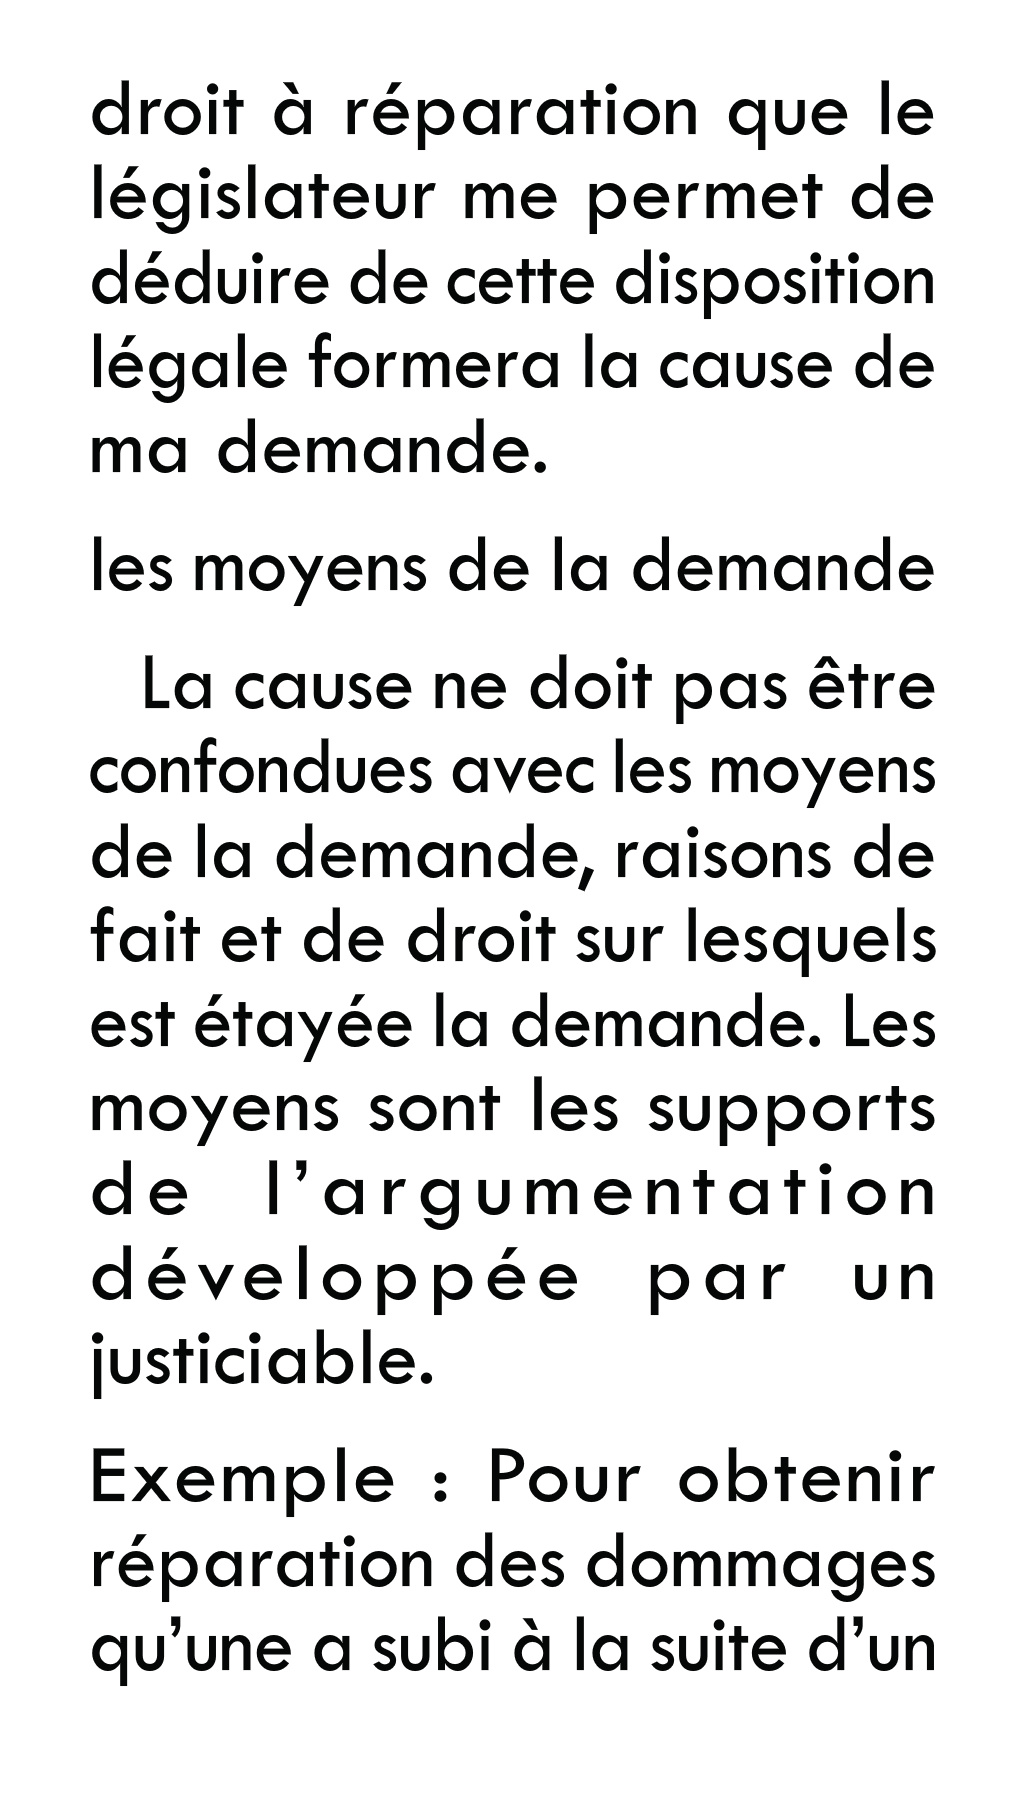 droit à réparation que le
législateur me permet de
déduire de cette disposition
légale formera la cause de
ma demande.
les moyens de la demande
La cause ne doit pas être
confondues avec les moyens
de la demande, raisons de
fait et de droit sur lesquels
est étayée la demande. Les
moyens sont les supports
de l’argumentation
développée par un
justiciable.
Exemple : Pour obtenir
réparation des dommages
qu’une a subi à la suite d’un